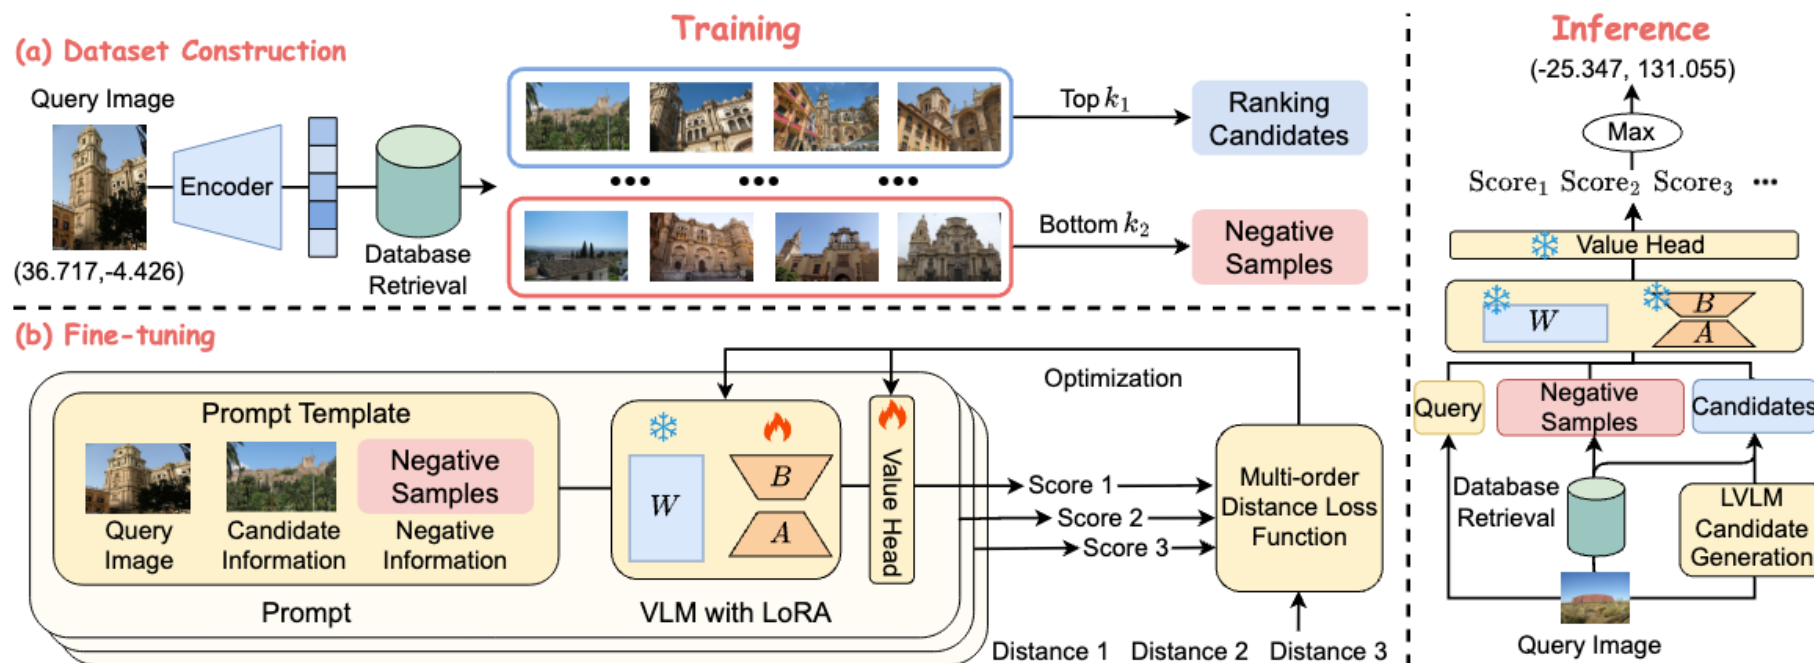 Training
(a) Dataset Construction
Query Image
(36.717,-4.426)
Encoder
Database
Retrieval
•••
•••
•••
Top k₁
Ranking
Candidates
Bottom k₂
Negative
Samples
(b) Fine-tuning
Prompt Template
Query
Image
Candidate
Information
Negative
Samples
Negative
Information
Prompt
W
B
A
VLM with LoRA
Value Head
Optimization
Score 1
Score 2
Score 3
Multi-order
Distance Loss
Function
Distance 1 Distance 2 Distance 3
Inference
(-25.347, 131.055)
Max
Score₁ Score₂ Score₃ •••
Value Head
W
B
A
Query
Negative
Samples
Candidates
Database
Retrieval
LVLM
Candidate
Generation
Query Image